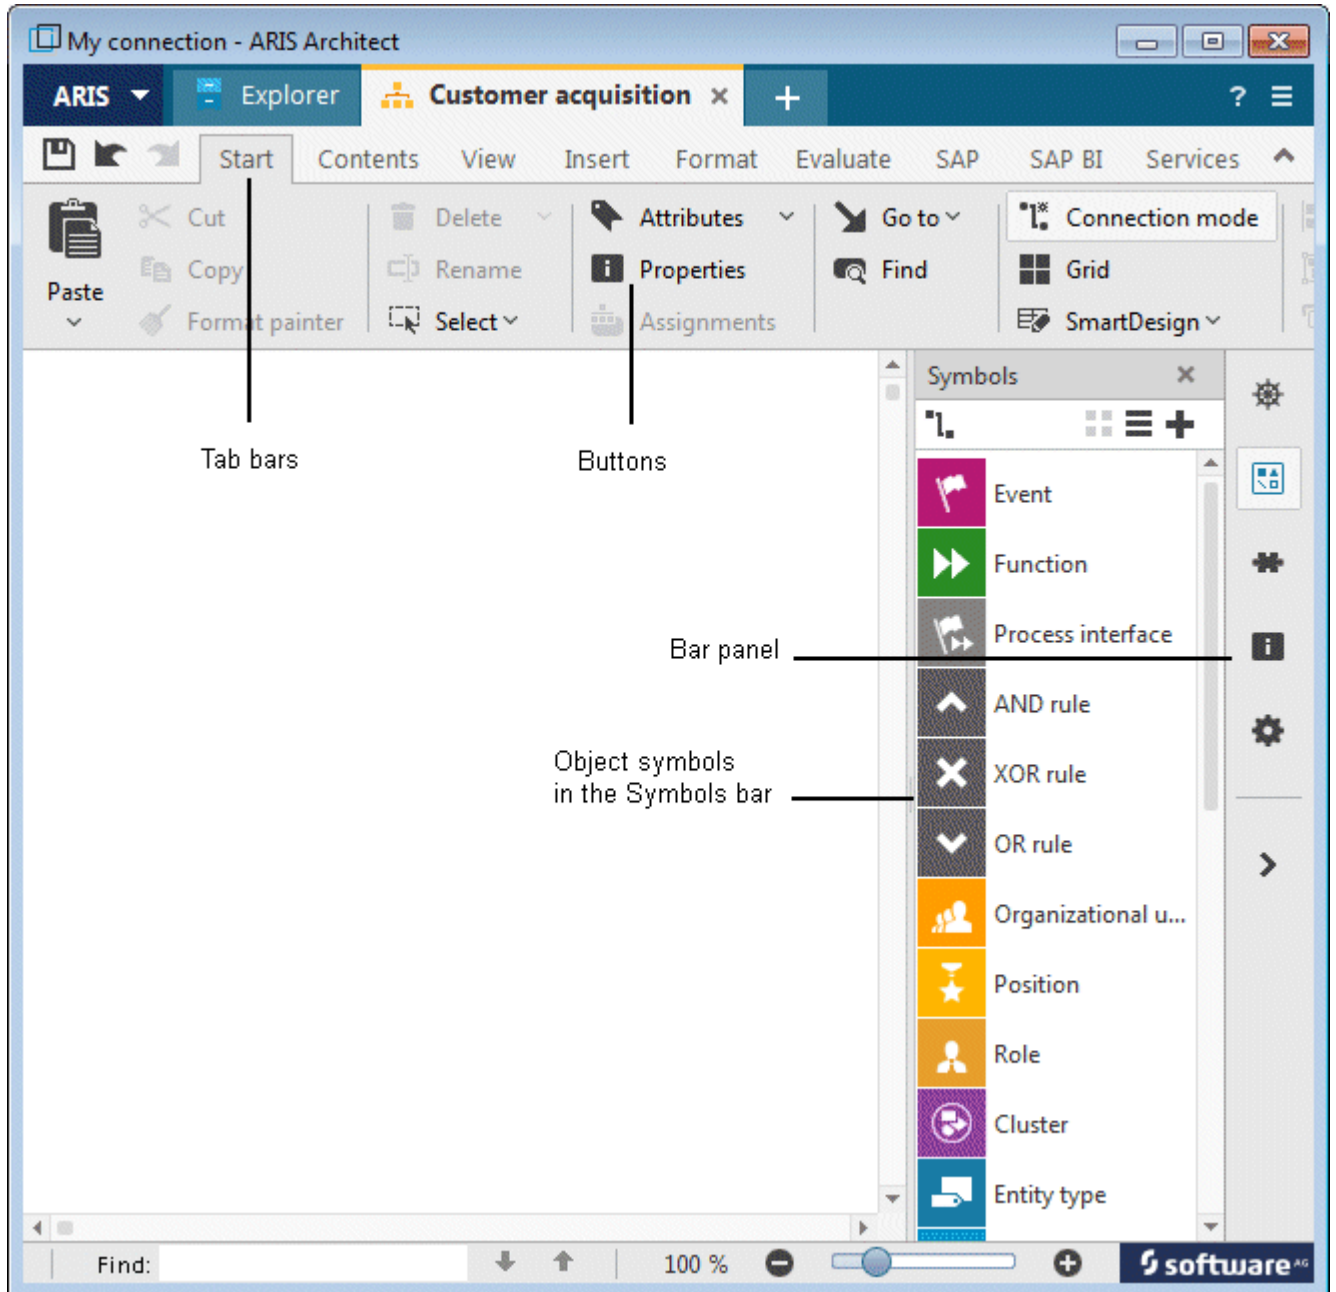 My connection - ARIS Architect
ARIS Explorer Customer acquisition
Start Contents View Insert Format Evaluate SAP SAP BI Services
Cut Delete Attributes Go to Connection mode
Copy Rename Properties Find Grid
Paste
Format painter Select Assignments SmartDesign
Symbols
Tab bars
Buttons
Event
Function
Process interface
Bar panel
AND rule
Object symbols
in the Symbols bar
XOR rule
OR rule
Organizational u...
Position
Role
Cluster
Entity type
Find: 100 %
software AG